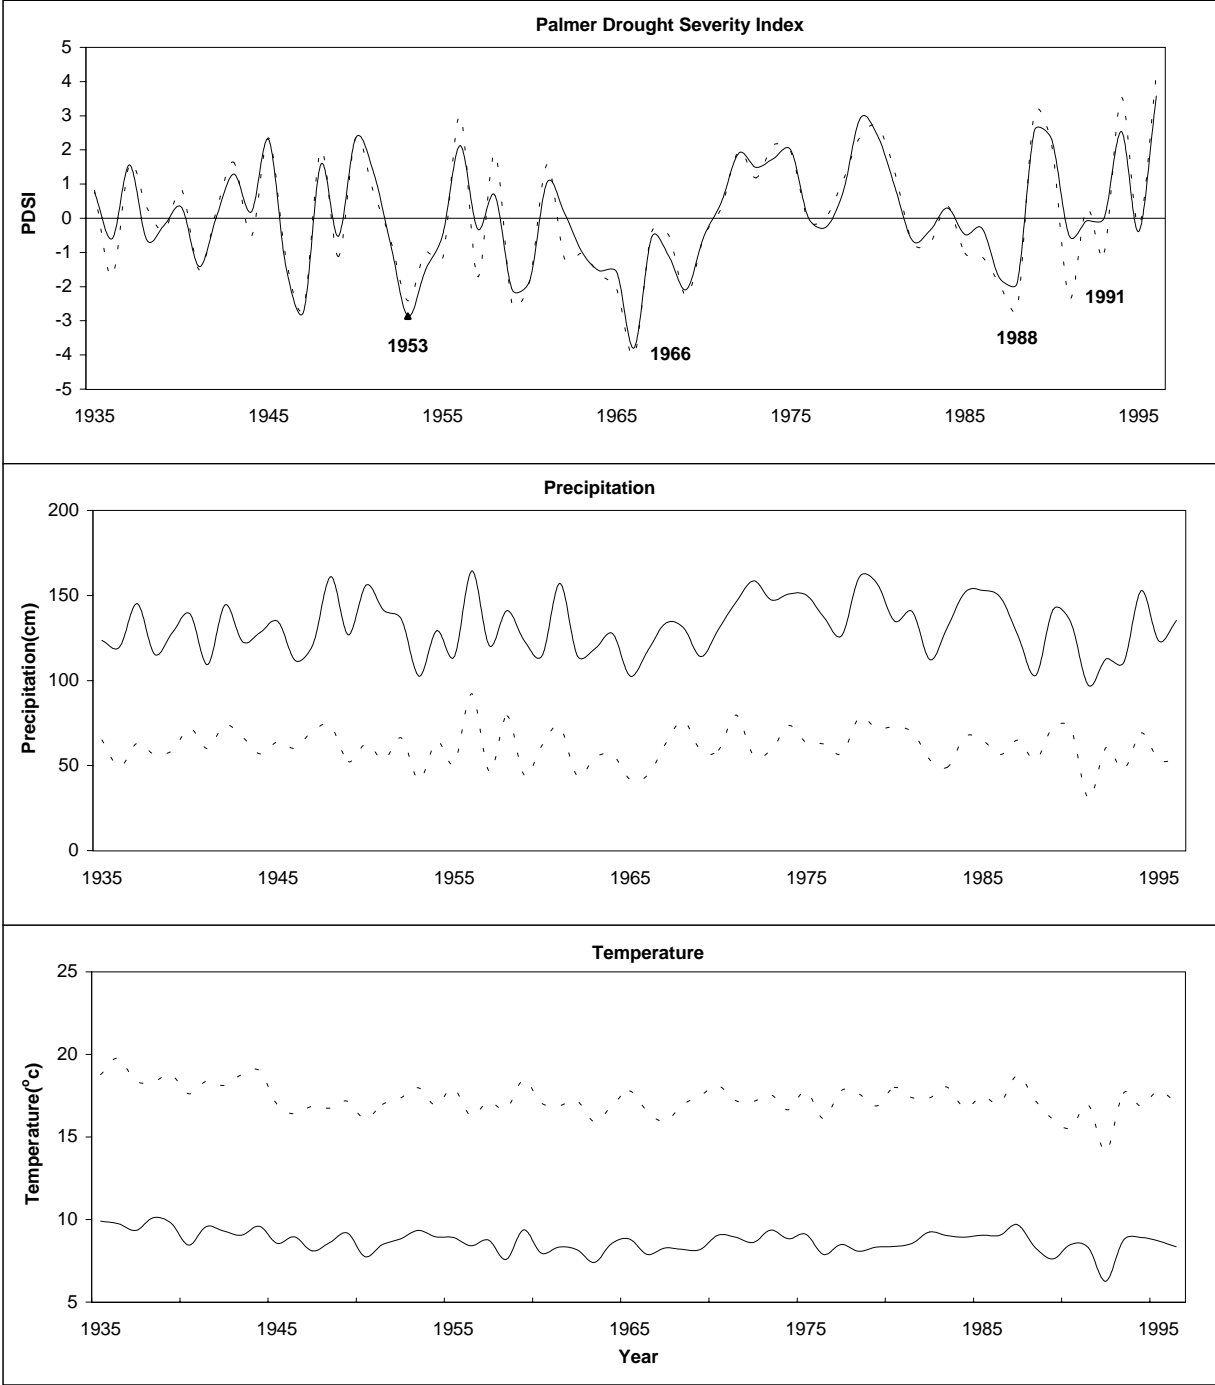 Palmer Drought Severity Index
5
4
3
2
1
0
-1
-2
-3
-4
-5
PDSI
1953
1966
1988
1991
1935 1945 1955 1965 1975 1985 1995
Precipitation
200
150
100
50
0
Precipitation(cm)
1935 1945 1955 1965 1975 1985 1995
Temperature
25
20
15
10
5
Temperature(°c)
1935 1945 1955 1965 1975 1985 1995
Year